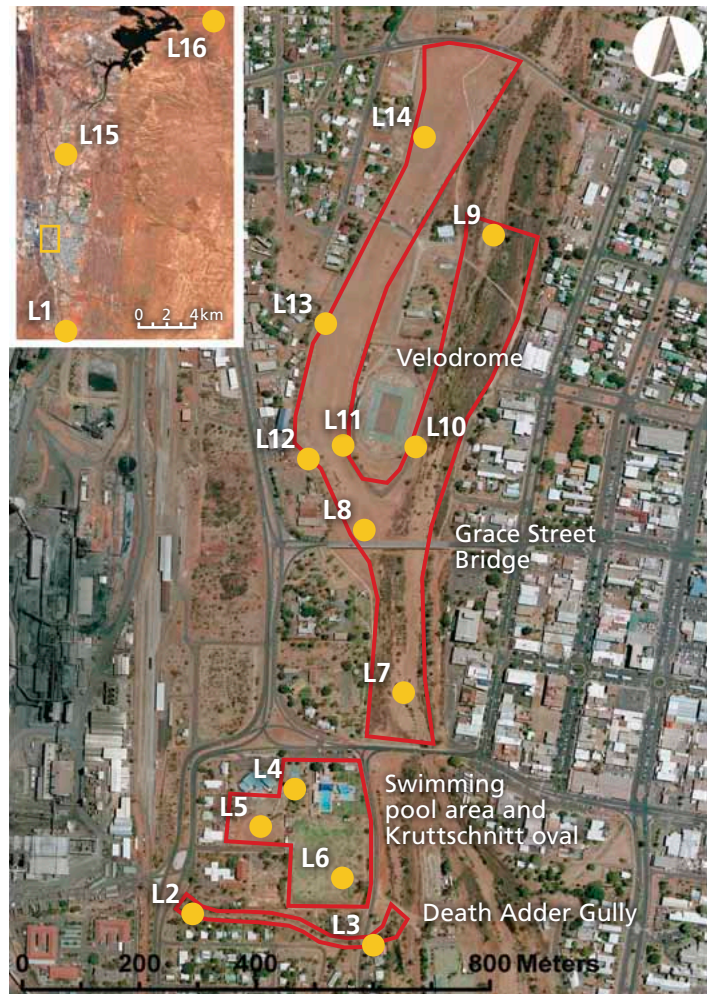 L16
L15
L1
0 2 4km
L14
L9
L13
Velodrome
L11
L10
L12
L8
Grace Street
Bridge
L7
L4
Swimming
pool area and
Kruttschnitt oval
L5
L6
L2
Death Adder Gully
L3
0 200 400 800 Meters